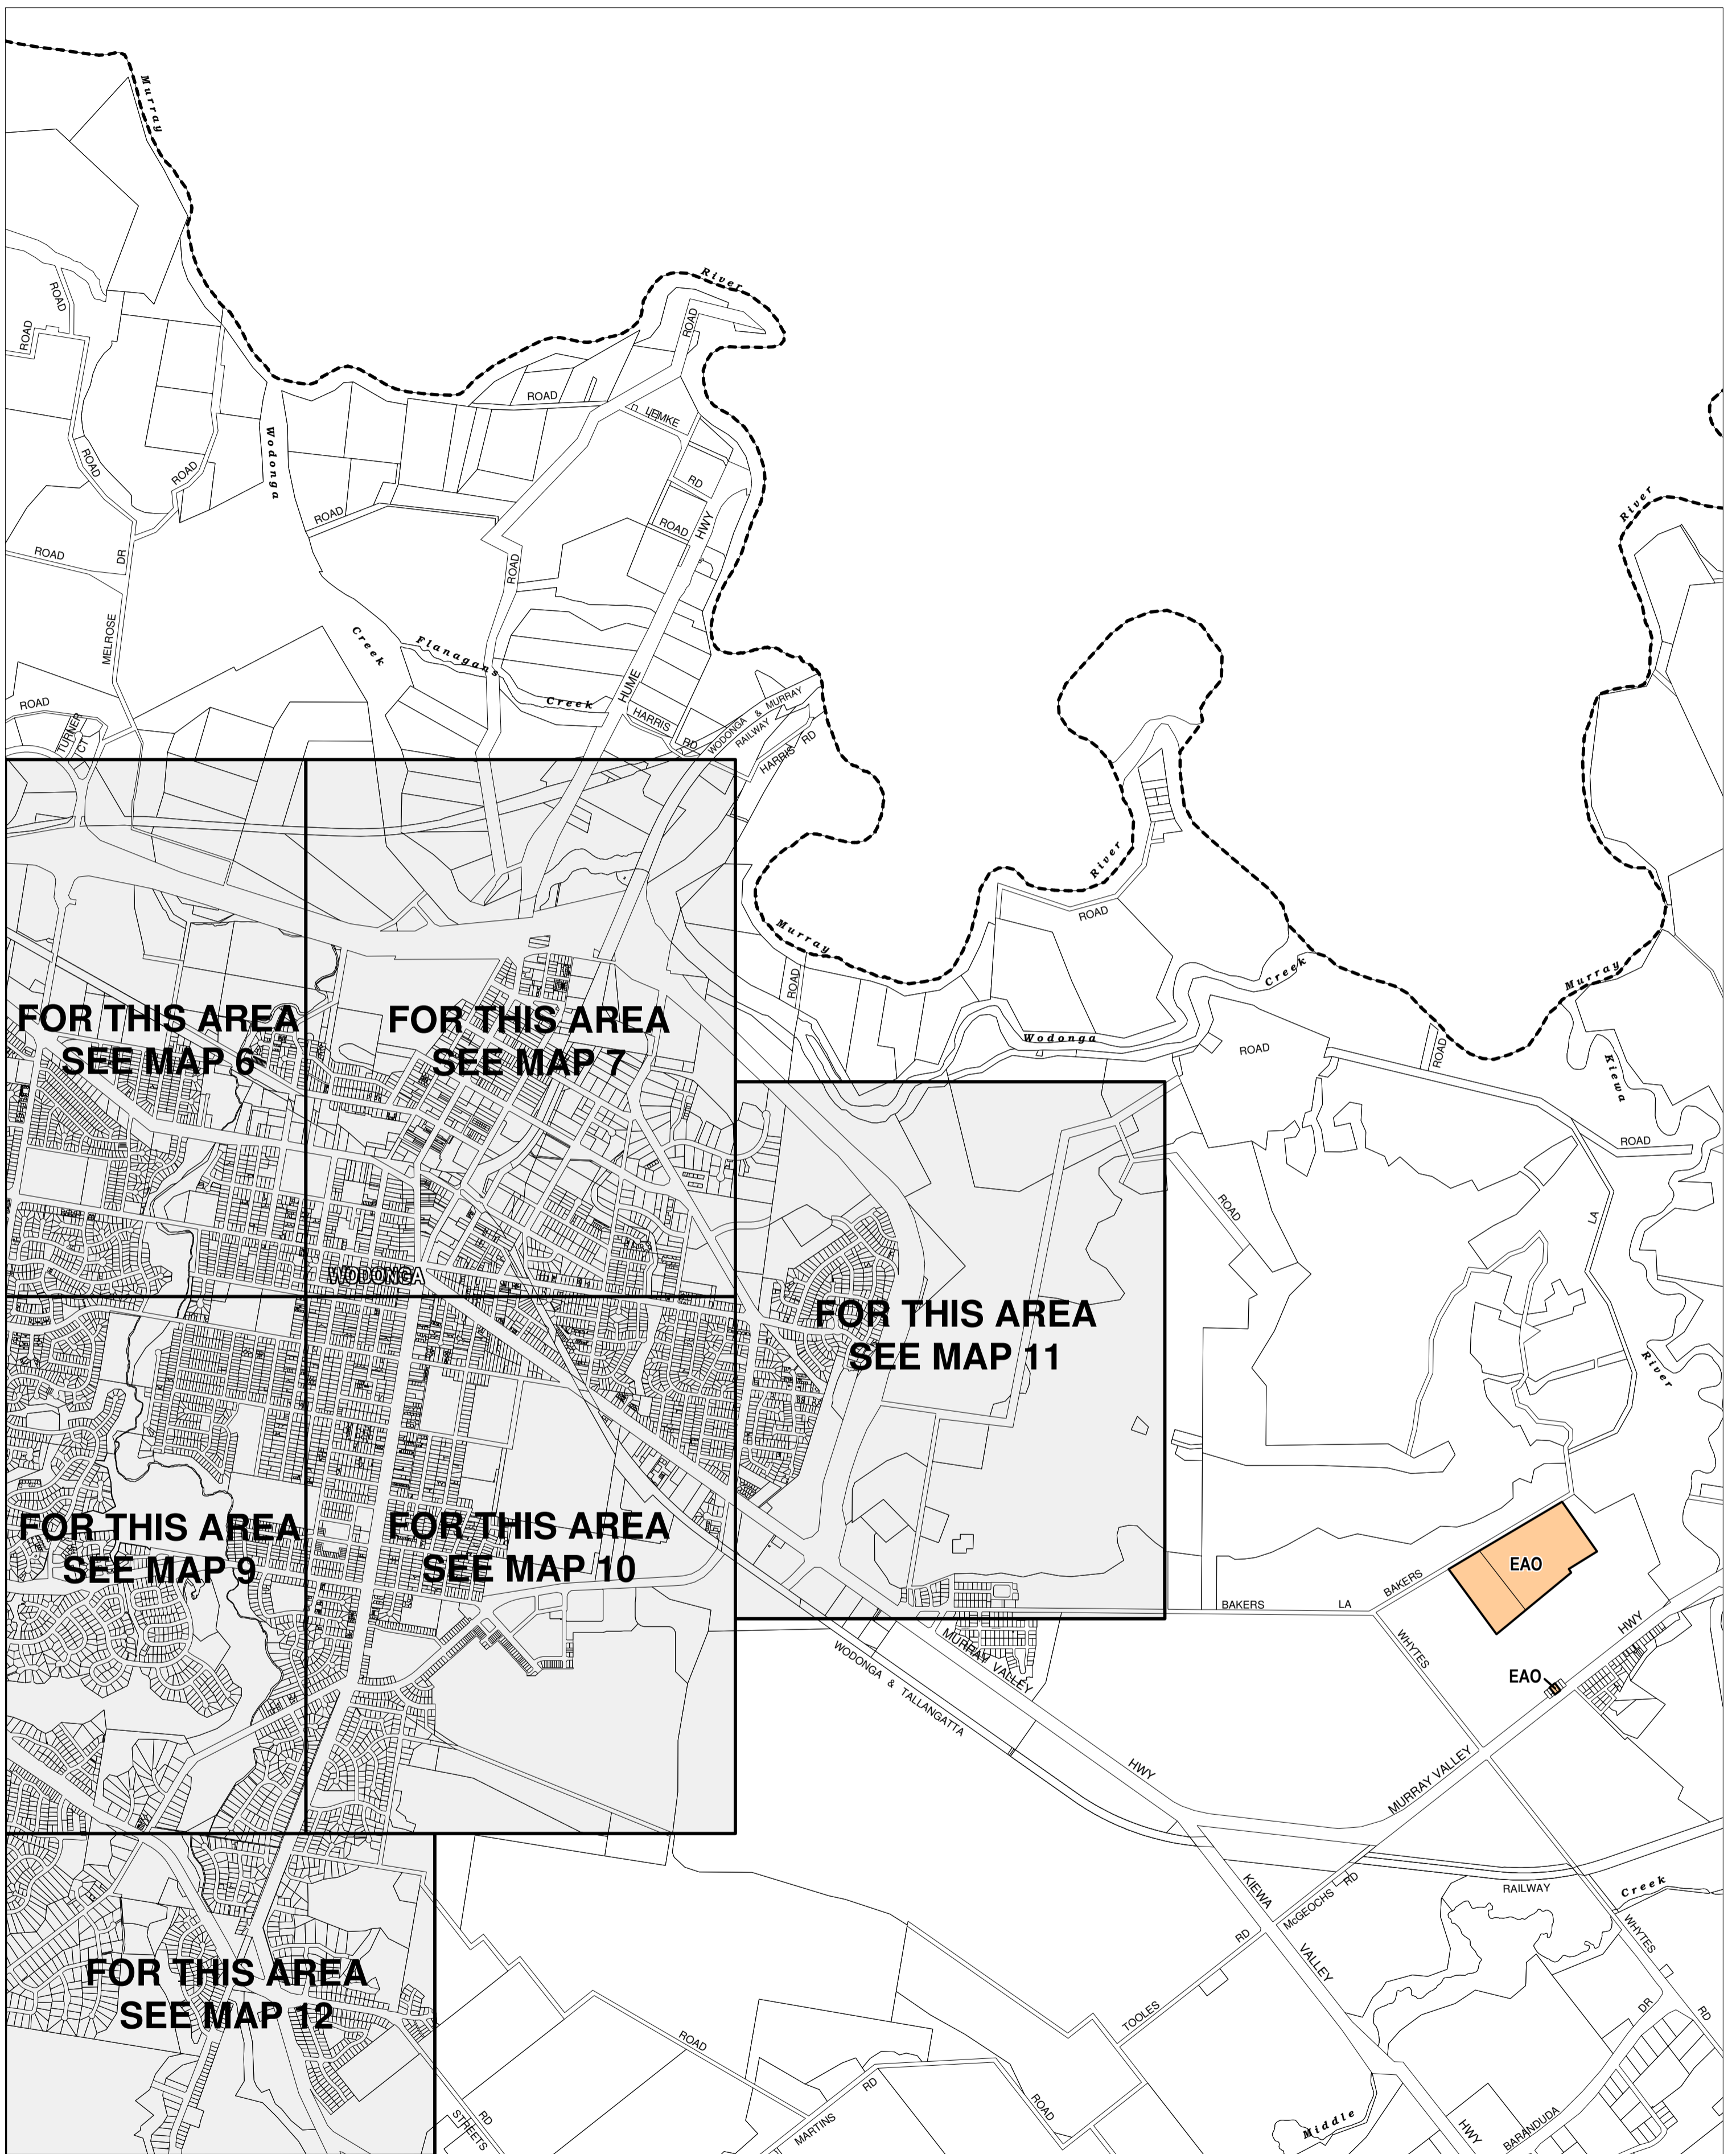 Murray
River
ROAD
ROAD
ROAD
ROAD
LEMKE
Wodonga
ROAD
ROAD
RD
ROAD
ROAD
HWY
River
ROAD
DR
ROAD
MELROSE
Creek
Flanagans
Creek
HUME
HARRIS
RD
WODONGA & MURRAY
RAILWAY
HARRIS RD
ROAD
TURNER
CT
River
ROAD
Murray
ROAD
Creek
Murray
Wodonga
ROAD
ROAD
Kiewa
ROAD
FOR THIS AREA
SEE MAP 6
FOR THIS AREA
SEE MAP 7
ROAD
LA
WODONGA
FOR THIS AREA
SEE MAP 11
River
FOR THIS AREA
SEE MAP 9
FOR THIS AREA
SEE MAP 10
EAO
BAKERS
BAKERS LA
WHYTES
HWY
EAO
MURRAY VALLEY
WODONGA & TALLANGATTA
HWY
MURRAY VALLEY
KIEWA
McGEOCHS RD
RAILWAY
Creek
WHYTES
RD
VALLEY
FOR THIS AREA
SEE MAP 12
TOOLES
RD
DR
ROAD
RD
MARTINS
ROAD
RD
STREETS
Middle
HWY
BARANDUDA